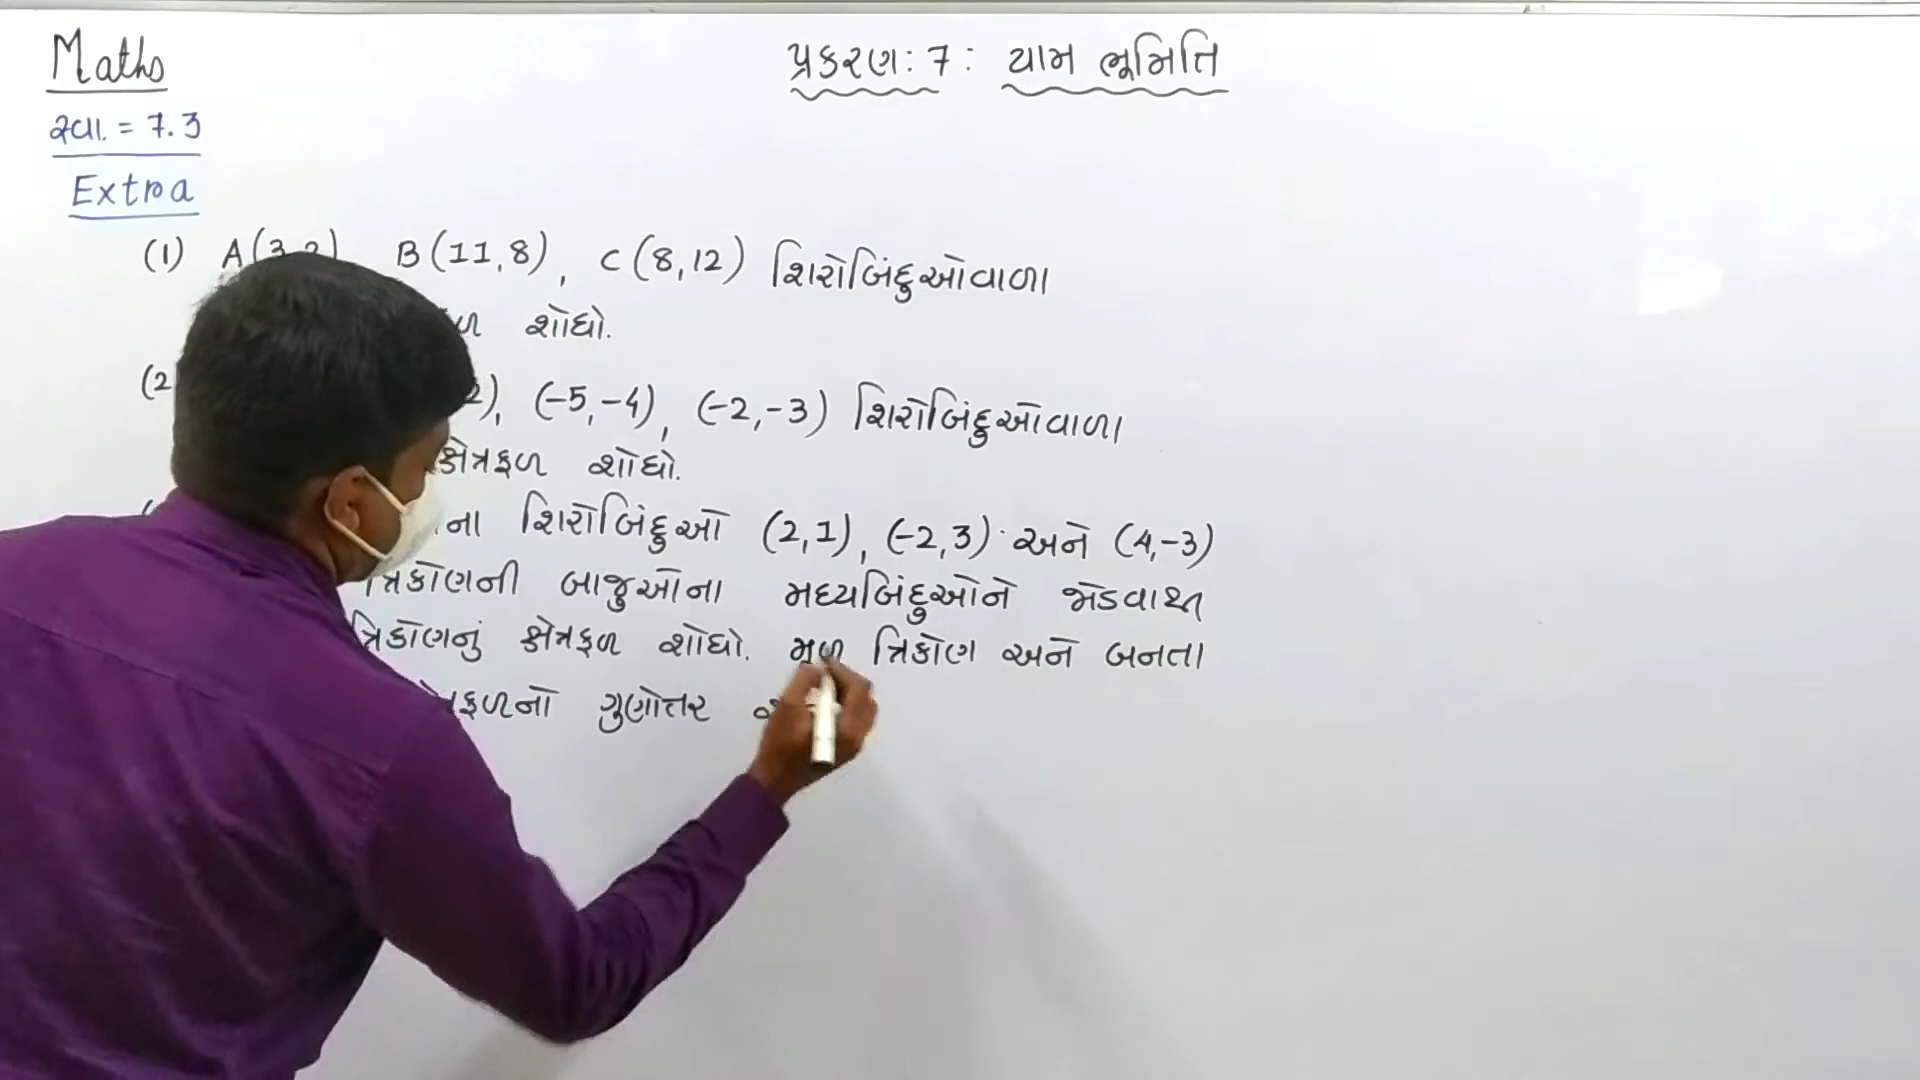 Maths
પ્રકરણ: 7: યામ ભૂમિતિ
સ્વા. = 7.3
Extra
(1) B(11,8), C(8,12) શિરોબિંદુઓવાળા
શોધો.
(-5,-4), (-2,-3) શિરોબિંદુઓવાળા
ક્ષેત્રફળ શોધો.
ના શિરોબિંદુઓ (2,1), (-2,3) અને (4,-3)
ત્રિકોણની બાજુઓના મધ્યબિંદુઓને જોડવાથી
ત્રિકોણનું ક્ષેત્રફળ શોધો. મૂળ ત્રિકોણ અને બનતા
ગુણોત્તર